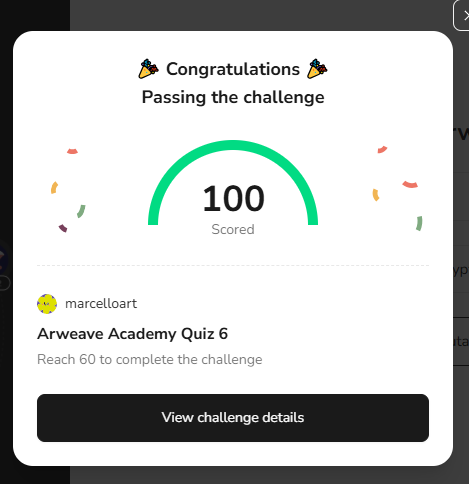 Congratulations
Passing the challenge
100
Scored
marcelloart
Arweave Academy Quiz 6
Reach 60 to complete the challenge
View challenge details